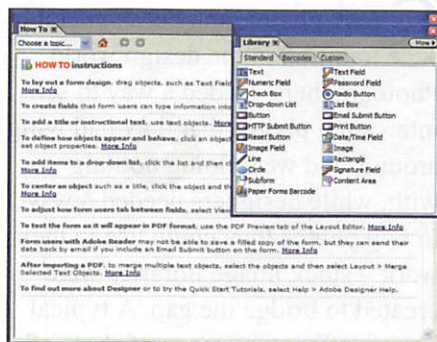 How To
Choose a topic...
HOW TO instructions
To lay out a form design, drag objects, such as Text Field
More Info
To create fields that form users can type information into
To add a title or instructional text, use text objects. Mo
To define how objects appear and behave, click an object
set object properties. More Info
To add items to a drop-down list, click the list and then cl
More Info
To center an object such as a title, click the object and th
More Info
To adjust how form users tab between fields, select View
To test the form as it will appear in PDF format, use the PDF Preview tab of the Layout Editor. More Info
Form users with Adobe Reader may not be able to save a filled copy of the form, but they can send their
data back by email if you include an Email Submit button on the form. More Info
After importing a PDF, to merge multiple text objects, select the objects and then select Layout > Merge
Selected Text Objects. More Info
To find out more about Designer or to try the Quick Start Tutorials, select Help > Adobe Designer Help.
Library
More
Standard Barcodes Custom
Text
Text Field
Numeric Field
Password Field
Check Box
Radio Button
Drop-down List
List Box
Button
Email Submit Button
HTTP Submit Button
Print Button
Reset Button
Date/Time Field
Image Field
Image
Line
Rectangle
Circle
Signature Field
Subform
Content Area
Paper Forms Barcode